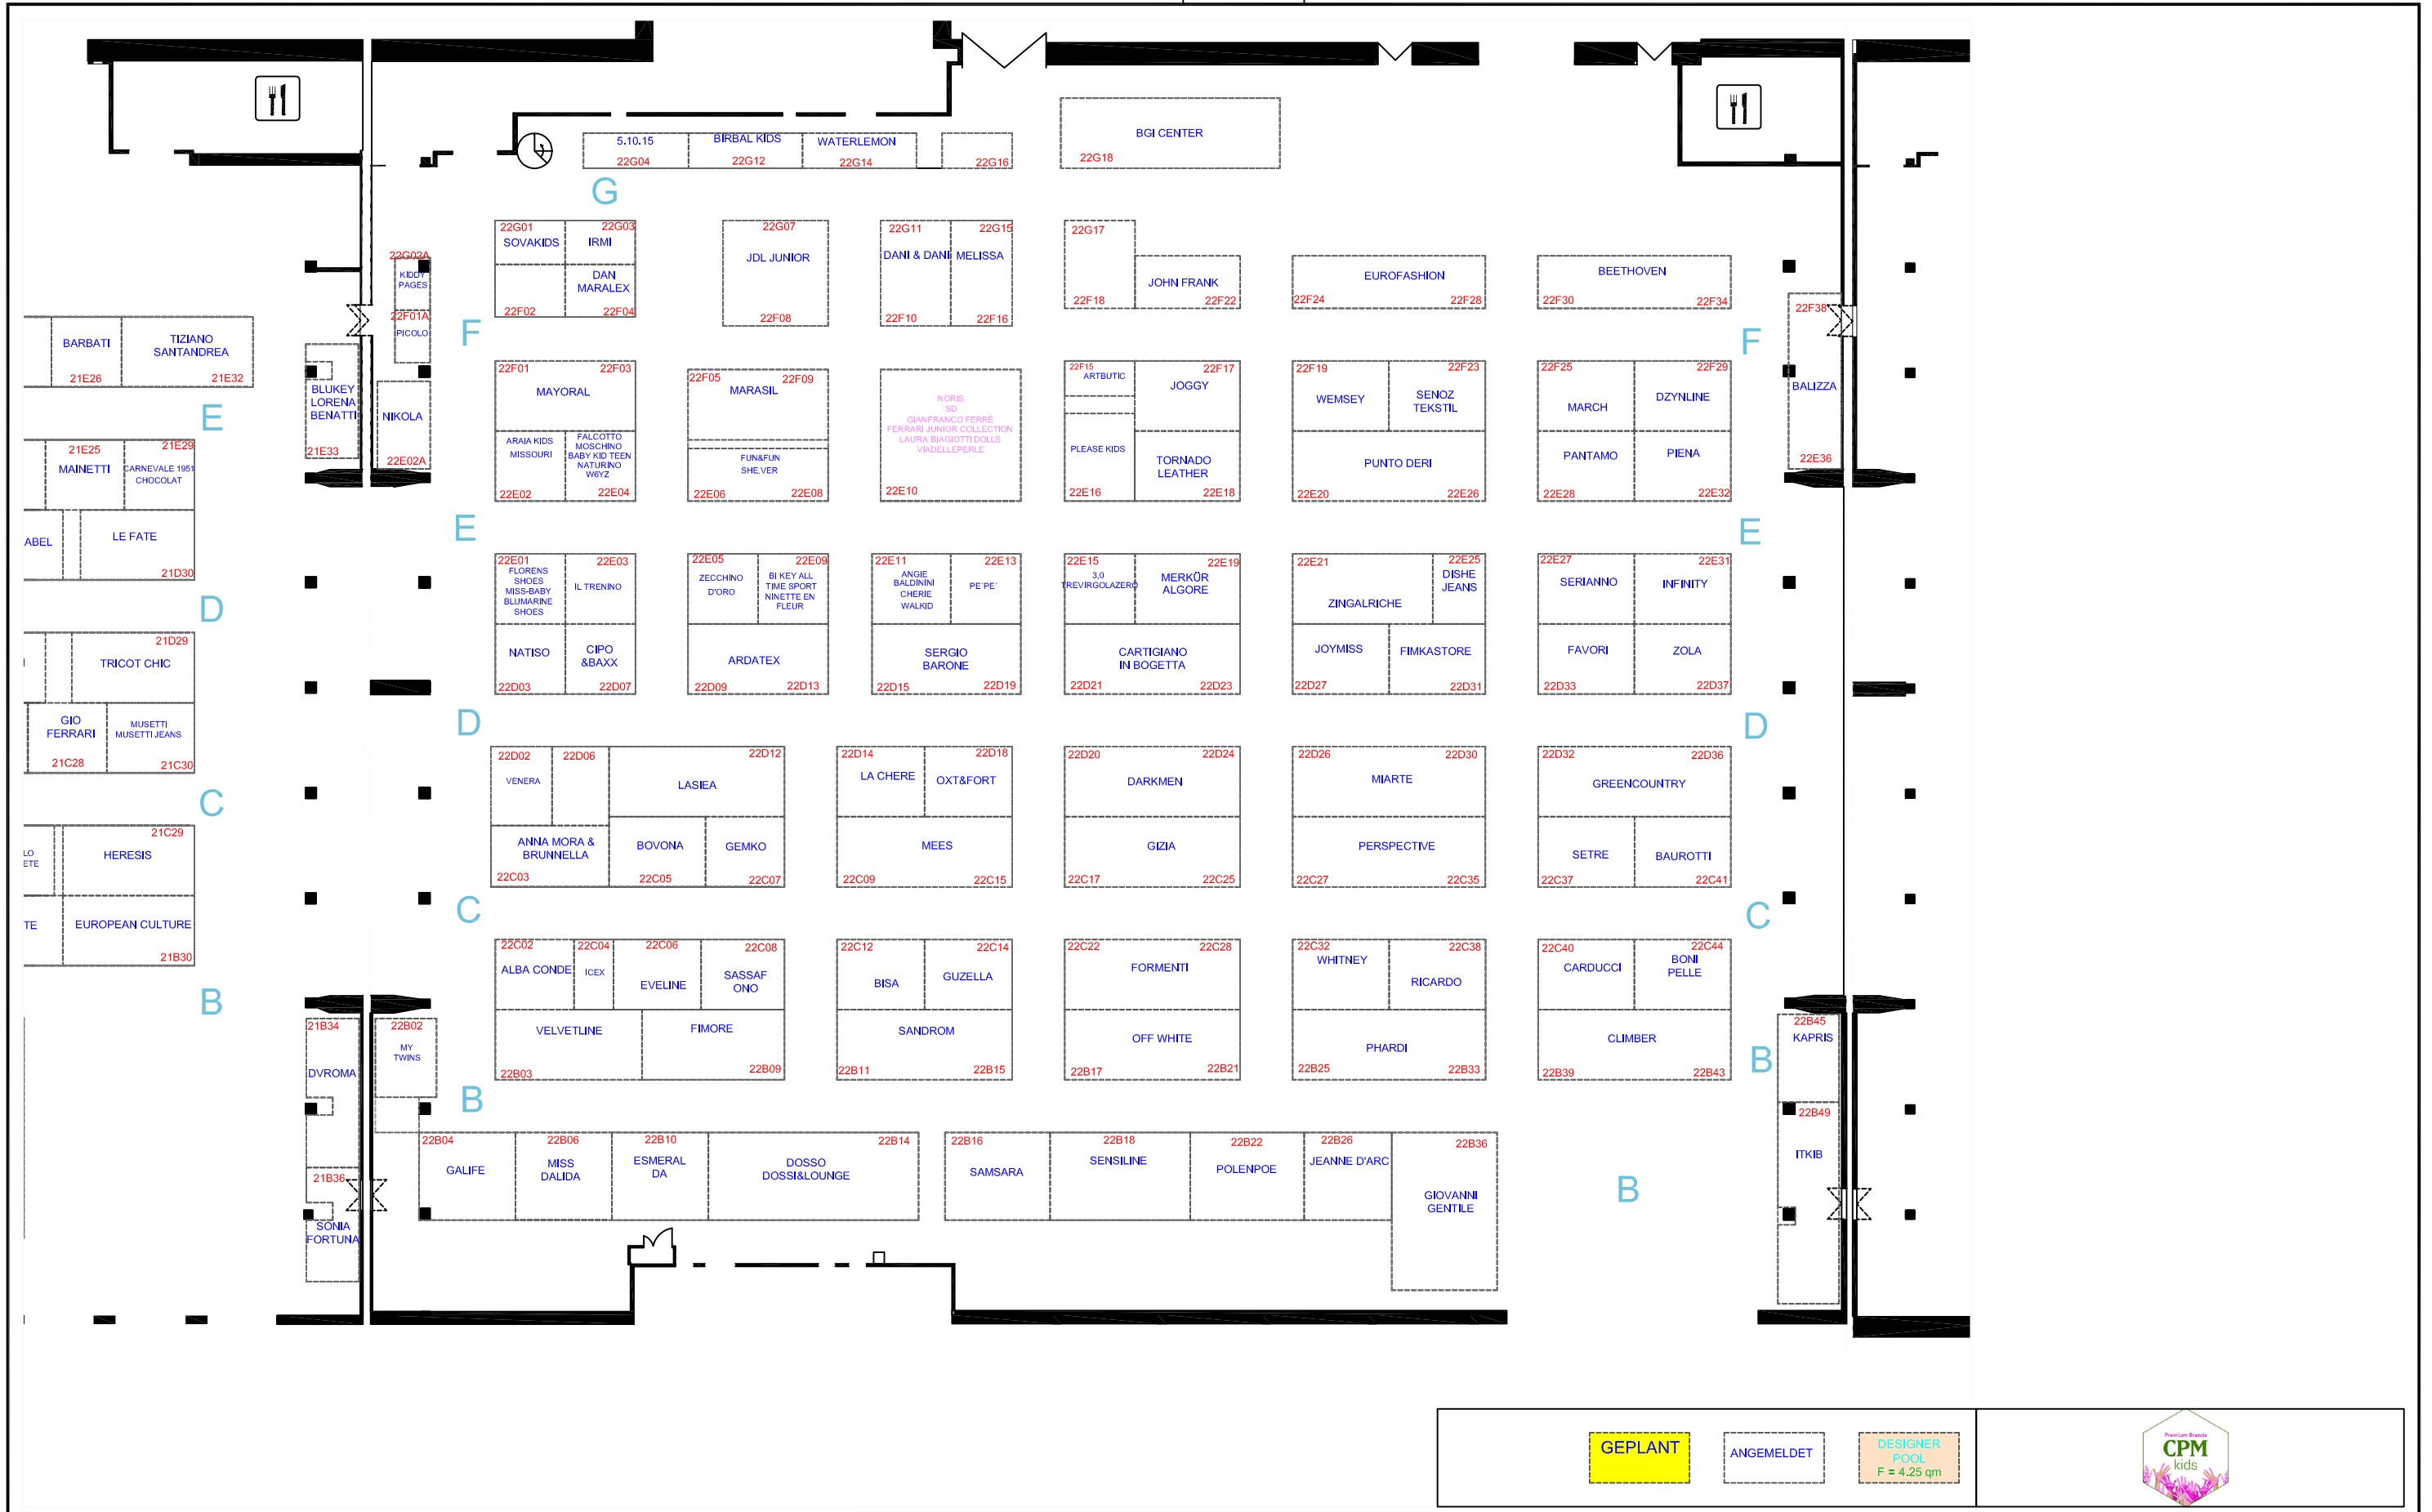 5.10.15
22G04
BIRBAL KIDS
22G12
WATERLEMON
22G14
22G16
BGI CENTER
22G18
G
22G01
SOVAKIDS
22G03
IRMI
22F02
DAN
MARALEX
22F04
22G07
JDL JUNIOR
22F08
22G11
DANI & DANI
22F10
22G15
MELISSA
22F16
22G17
22F18
JOHN FRANK
22F22
EUROFASHION
22F24
22F28
BEETHOVEN
22F30
22F34
22G02A
KIDDY
PAGES
22F01A
PICOLO
F
F
22F38
BALIZZA
22E36
BARBATI
21E26
TIZIANO
SANTANDREA
21E32
BLUKEY
LORENA
BENATTI
21E33
NIKOLA
22E02A
E
22F01
22F03
MAYORAL
ARAIA KIDS
MISSOURI
22E02
FALCOTTO
MOSCHINO
BABY KID TEEN
NATURINO
W6YZ
22E04
22F05
22F09
MARASIL
FUN&FUN
SHE,VER
22E06
22E08
NORIS
SD
GIANFRANCO FERRÉ
FERRARI JUNIOR COLLECTION
LAURA BIAGIOTTI DOLLS
VIADELLEPERLE
22E10
22F15
ARTBUTIC
22F17
JOGGY
PLEASE KIDS
22E16
TORNADO
LEATHER
22E18
22F19
WEMSEY
22F23
SENOZ
TEKSTIL
PUNTO DERI
22E20
22E26
22F25
MARCH
22F29
DZYNLINE
PANTAMO
22E28
PIENA
22E32
21E25
MAINETTI
21E29
CARNEVALE 1951
CHOCOLAT
ABEL
LE FATE
21D30
E
E
D
22E01
FLORENS
SHOES
MISS-BABY
BLUMARINE
SHOES
22E03
IL TRENINO
NATISO
22D03
CIPO
&BAXX
22D07
22E05
ZECCHINO
D'ORO
22E09
BI KEY ALL
TIME SPORT
NINETTE EN
FLEUR
ARDATEX
22D09
22D13
22E11
ANGIE
BALDININI
CHERIE
WALKID
22E13
PE`PE`
SERGIO
BARONE
22D15
22D19
22E15
3,0
TREVIRGOLAZERO
22E19
MERKÜR
ALGORE
CARTIGIANO
IN BOGETTA
22D21
22D23
22E21
ZINGALRICHE
22E25
DISHE
JEANS
JOYMISS
22D27
FIMKASTORE
22D31
22E27
SERIANNO
22E31
INFINITY
FAVORI
22D33
ZOLA
22D37
21D29
TRICOT CHIC
I
GIO
FERRARI
21C28
MUSETTI
MUSETTI JEANS
21C30
D
D
C
22D02
VENERA
22D06
22D12
LASIEA
ANNA MORA &
BRUNNELLA
22C03
BOVONA
22C05
GEMKO
22C07
22D14
LA CHERE
22D18
OXT&FORT
MEES
22C09
22C15
22D20
22D24
DARKMEN
GIZIA
22C17
22C25
22D26
22D30
MIARTE
PERSPECTIVE
22C27
22C35
22D32
22D36
GREENCOUNTRY
SETRE
22C37
BAUROTTI
22C41
21C29
HERESIS
LO
ETE
TE
EUROPEAN CULTURE
21B30
C
C
B
22C02
ALBA CONDE
22C04
ICEX
22C06
EVELINE
22C08
SASSAF
ONO
VELVETLINE
22B03
FIMORE
22B09
22C12
BISA
22C14
GUZELLA
SANDROM
22B11
22B15
22C22
22C28
FORMENTI
OFF WHITE
22B17
22B21
22C32
WHITNEY
22C38
RICARDO
PHARDI
22B25
22B33
22C40
CARDUCCI
22C44
BONI
PELLE
CLIMBER
22B39
22B43
21B34
DVROMA
21B36
SONIA
FORTUNA
22B02
MY
TWINS
B
B
22B45
KAPRIS
22B49
ITKIB
22B04
GALIFE
22B06
MISS
DALIDA
22B10
ESMERAL
DA
22B14
DOSSO
DOSSI&LOUNGE
22B16
SAMSARA
22B18
SENSILINE
22B22
POLENPOE
22B26
JEANNE D'ARC
22B36
GIOVANNI
GENTILE
B
GEPLANT
ANGEMELDET
DESIGNER
POOL
F = 4.25 qm
Premium Brands
CPM
kids